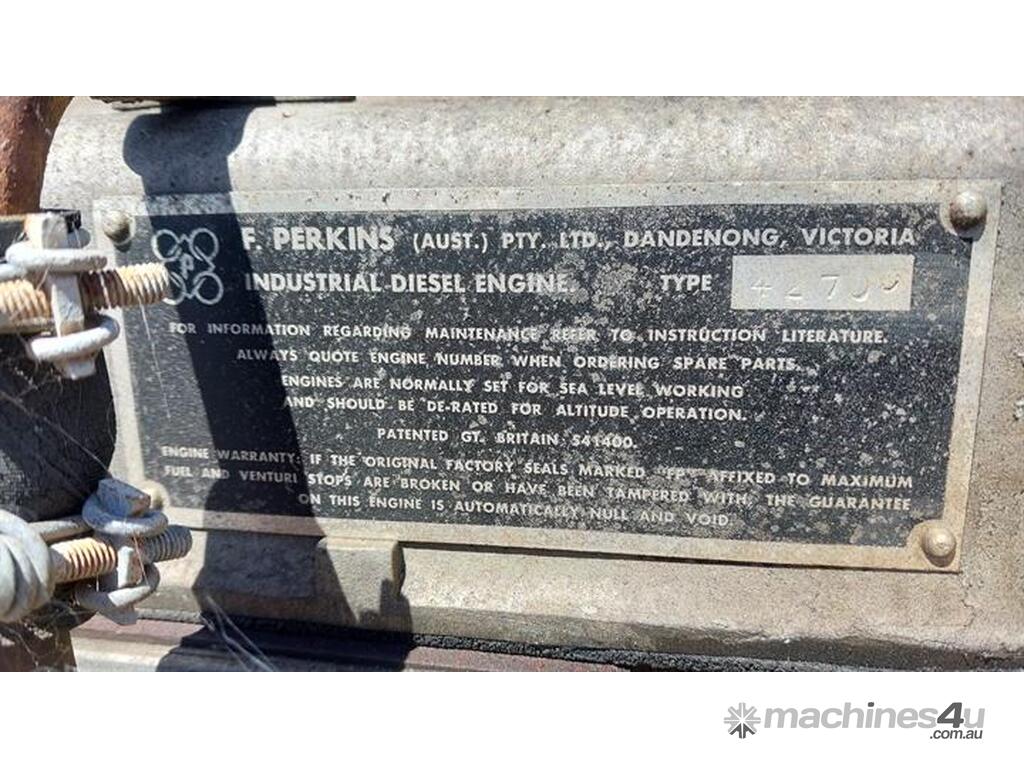 F. PERKINS (AUST.) PTY. LTD., DANDENONG, VICTORIA
INDUSTRIAL DIESEL ENGINE. TYPE
FOR INFORMATION REGARDING MAINTENANCE REFER TO INSTRUCTION LITERATURE.
ALWAYS QUOTE ENGINE NUMBER WHEN ORDERING SPARE PARTS.
ENGINES ARE NORMALLY SET FOR SEA LEVEL WORKING
AND SHOULD BE DE-RATED FOR ALTITUDE OPERATION.
PATENTED GT. BRITAIN 541400.
ENGINE WARRANTY: IF THE ORIGINAL FACTORY SEALS MARKED "FP" AFFIXED TO MAXIMUM
FUEL AND VENTURI STOPS ARE BROKEN OR HAVE BEEN TAMPERED WITH, THE GUARANTEE
ON THIS ENGINE IS AUTOMATICALLY NULL AND VOID.
machines4u
.com.au